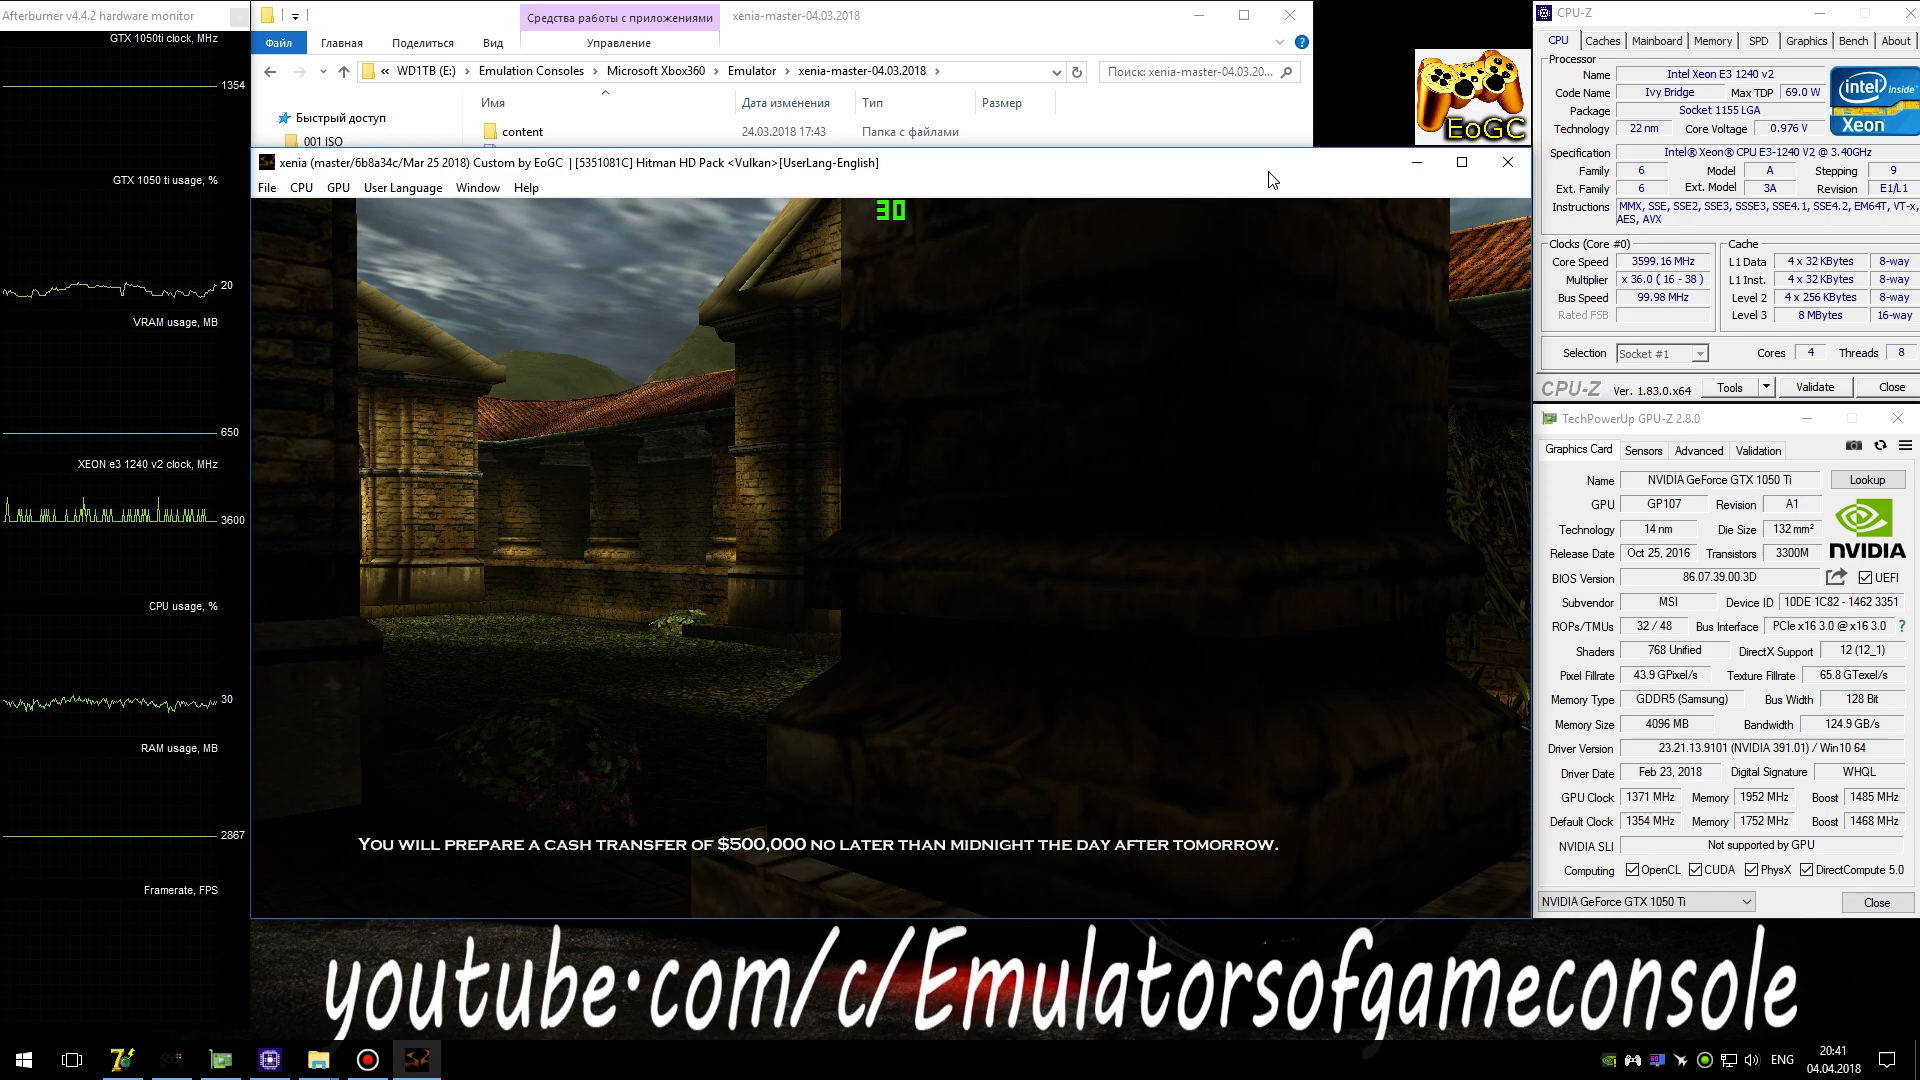 Afterburner v4.4.2 hardware monitor
GTX 1050ti clock, MHz
1354
GTX 1050 ti usage, %
20
VRAM usage, MB
650
XEON e3 1240 v2 clock, MHz
3600
CPU usage, %
30
RAM usage, MB
2867
Framerate, FPS
Средства работы с приложениями xenia-master-04.03.2018
Файл Главная Поделиться Вид Управление
« WD1TB (E:) › Emulation Consoles › Microsoft Xbox360 › Emulator › xenia-master-04.03.2018 ›
Поиск: xenia-master-04.03.20...
Имя Дата изменения Тип Размер
Быстрый доступ
001 ISO
content 24.03.2018 17:43 Папка с файлами
EoGC
xenia (master/6b8a34c/Mar 25 2018) Custom by EoGC | [5351081C] Hitman HD Pack <Vulkan>[UserLang-English]
File CPU GPU User Language Window Help
30
You will prepare a cash transfer of $500,000 no later than midnight the day after tomorrow.
CPU-Z
CPU Caches Mainboard Memory SPD Graphics Bench About
Processor
Name Intel Xeon E3 1240 v2
Code Name Ivy Bridge Max TDP 69.0 W
Package Socket 1155 LGA
Technology 22 nm Core Voltage 0.976 V
intel inside™
Xeon
Specification Intel® Xeon® CPU E3-1240 V2 @ 3.40GHz
Family 6 Model A Stepping 9
Ext. Family 6 Ext. Model 3A Revision E1/L1
Instructions MMX, SSE, SSE2, SSE3, SSSE3, SSE4.1, SSE4.2, EM64T, VT-x,
AES, AVX
Clocks (Core #0) Cache
Core Speed 3599.16 MHz L1 Data 4 x 32 KBytes 8-way
Multiplier x 36.0 ( 16 - 38 ) L1 Inst. 4 x 32 KBytes 8-way
Bus Speed 99.98 MHz Level 2 4 x 256 KBytes 8-way
Rated FSB Level 3 8 MBytes 16-way
Selection Socket #1 Cores 4 Threads 8
CPU-Z Ver. 1.83.0.x64 Tools Validate Close
TechPowerUp GPU-Z 2.8.0
Graphics Card Sensors Advanced Validation
Name NVIDIA GeForce GTX 1050 Ti Lookup
GPU GP107 Revision A1
Technology 14 nm Die Size 132 mm²
Release Date Oct 25, 2016 Transistors 3300M
NVIDIA
BIOS Version 86.07.39.00.3D UEFI
Subvendor MSI Device ID 10DE 1C82 - 1462 3351
ROPs/TMUs 32 / 48 Bus Interface PCIe x16 3.0 @ x16 3.0 ?
Shaders 768 Unified DirectX Support 12 (12_1)
Pixel Fillrate 43.9 GPixel/s Texture Fillrate 65.8 GTexel/s
Memory Type GDDR5 (Samsung) Bus Width 128 Bit
Memory Size 4096 MB Bandwidth 124.9 GB/s
Driver Version 23.21.13.9101 (NVIDIA 391.01) / Win10 64
Driver Date Feb 23, 2018 Digital Signature WHQL
GPU Clock 1371 MHz Memory 1952 MHz Boost 1485 MHz
Default Clock 1354 MHz Memory 1752 MHz Boost 1468 MHz
NVIDIA SLI Not supported by GPU
Computing OpenCL CUDA PhysX DirectCompute 5.0
NVIDIA GeForce GTX 1050 Ti Close
youtube.com/c/Emulatorsofgameconsole
ENG
20:41
04.04.2018